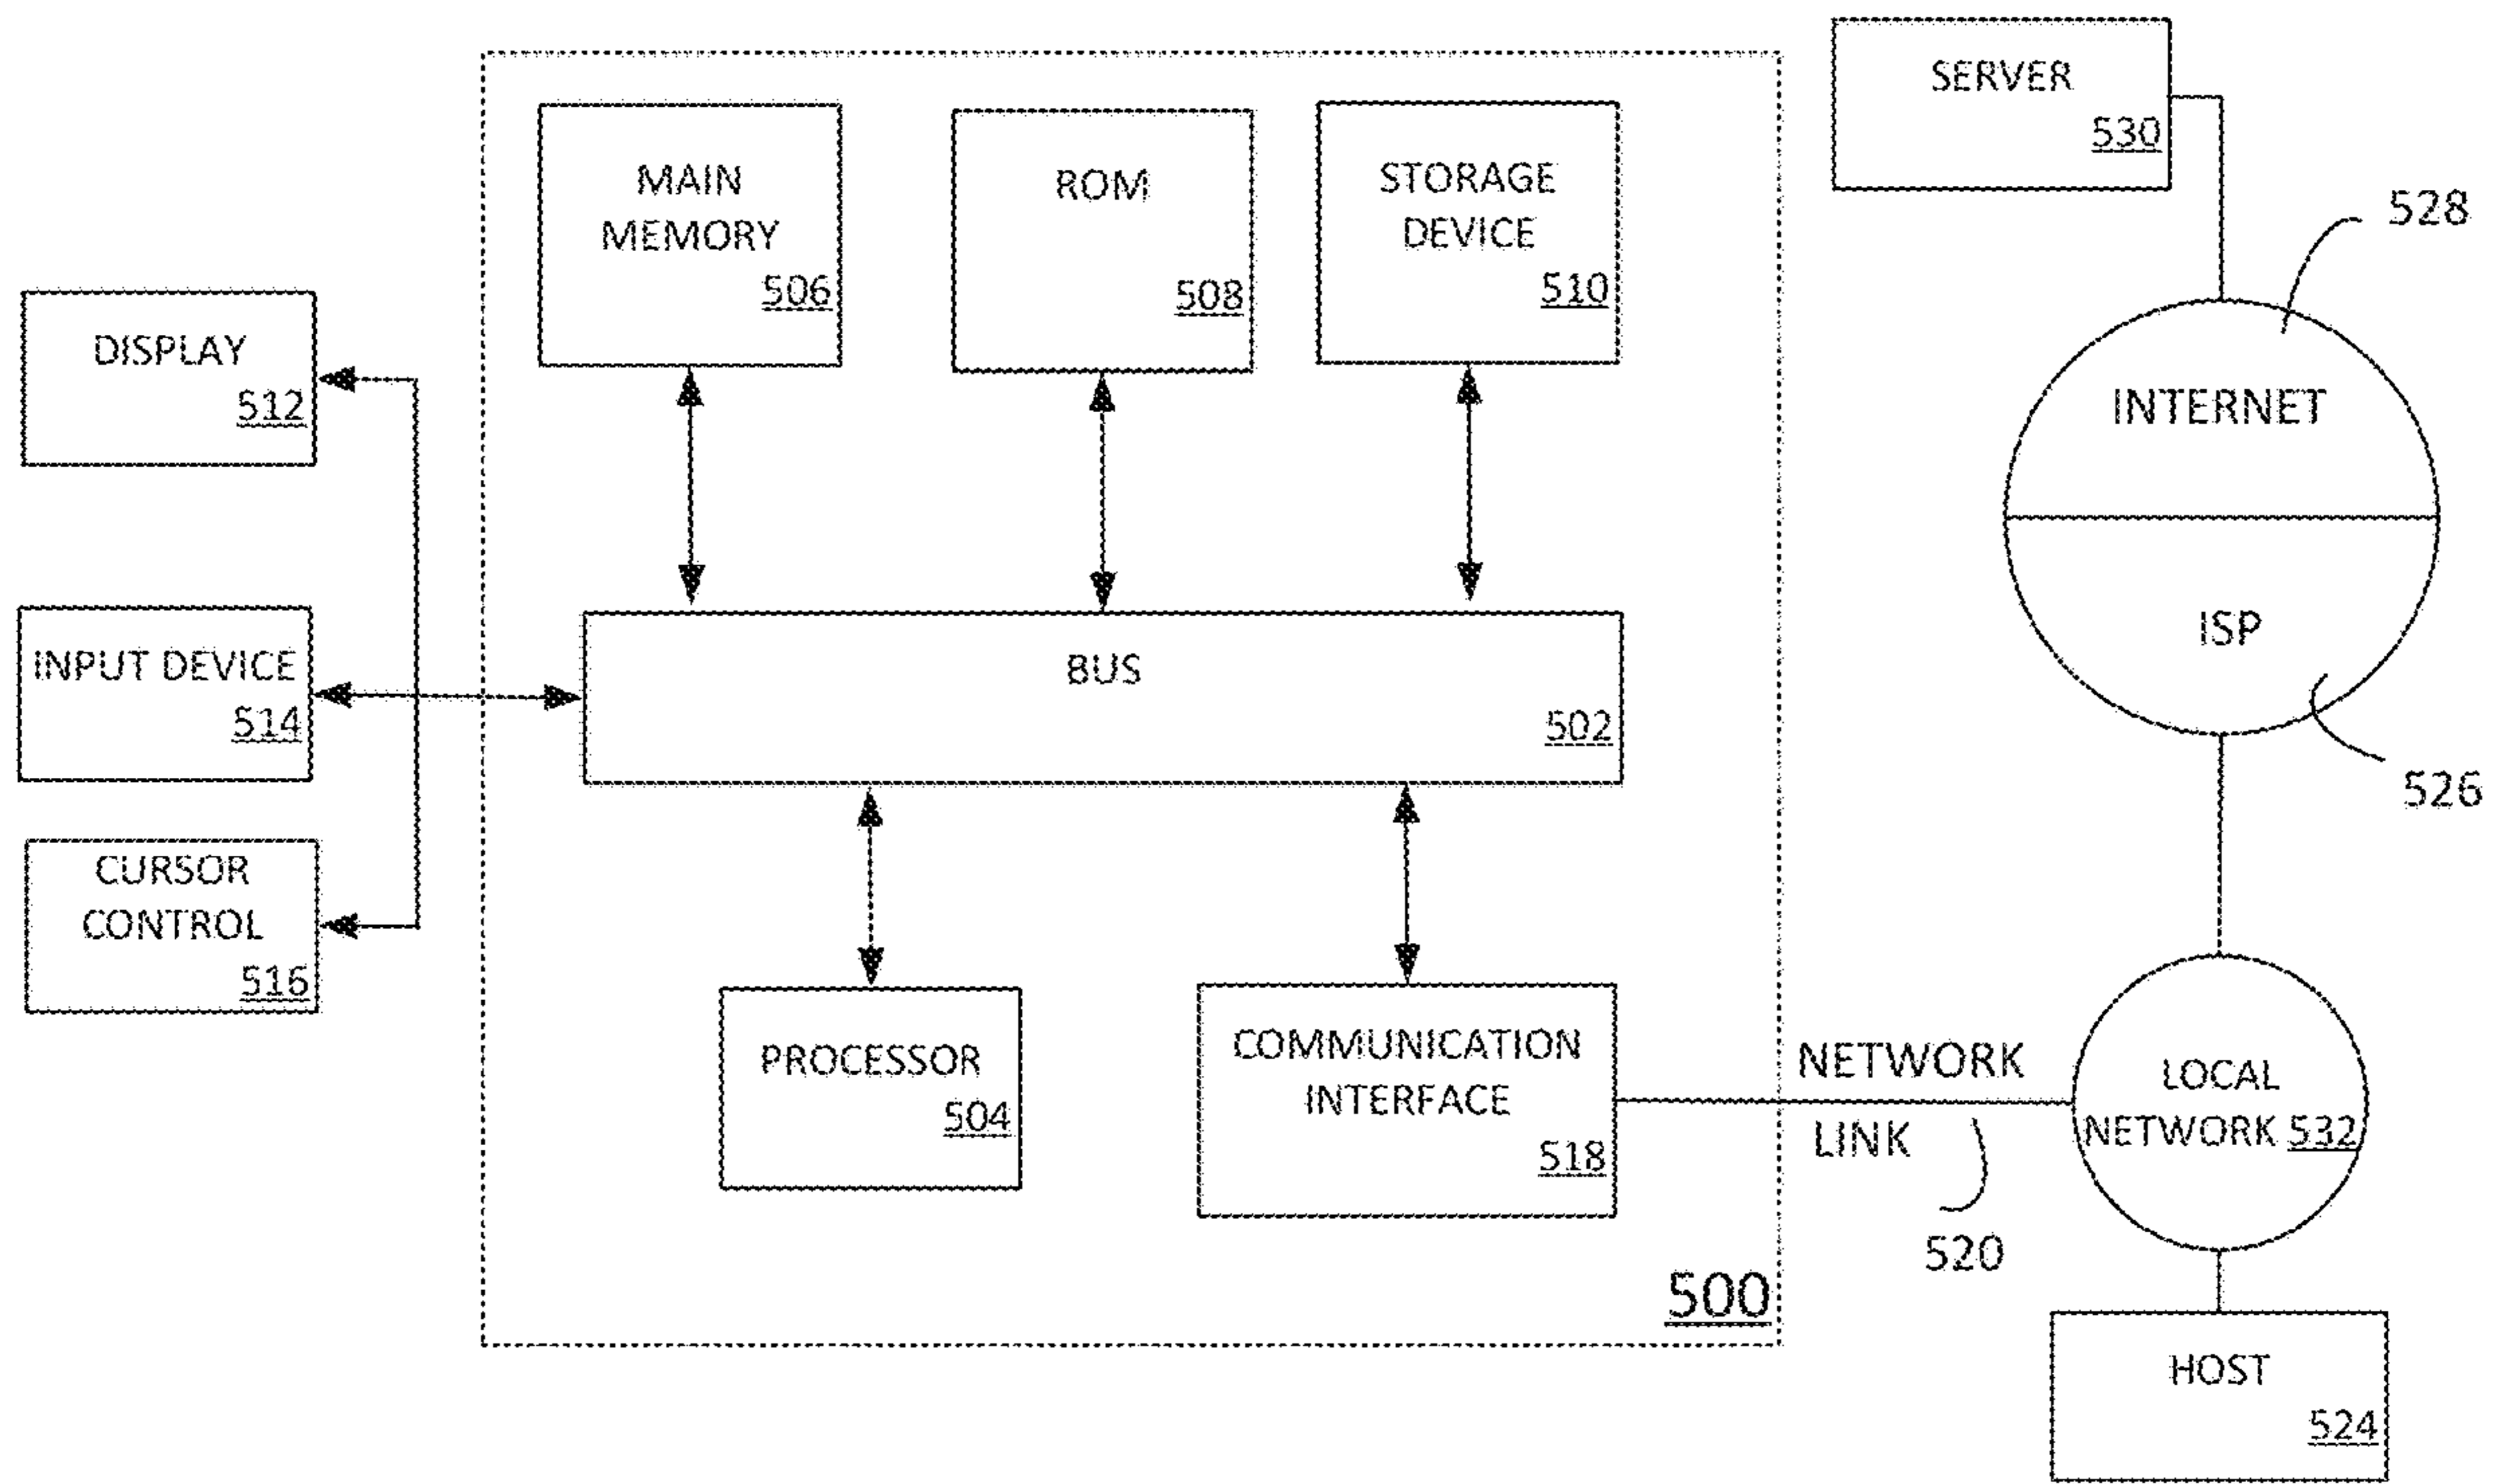 SERVER
530
528
INTERNET
ISP
526
MAIN
MEMORY
506
ROM
508
STORAGE
DEVICE
510
DISPLAY
512
INPUT DEVICE
514
CURSOR
CONTROL
516
BUS
502
PROCESSOR
504
COMMUNICATION
INTERFACE
518
NETWORK
LINK
520
LOCAL
NETWORK 532
500
HOST
524